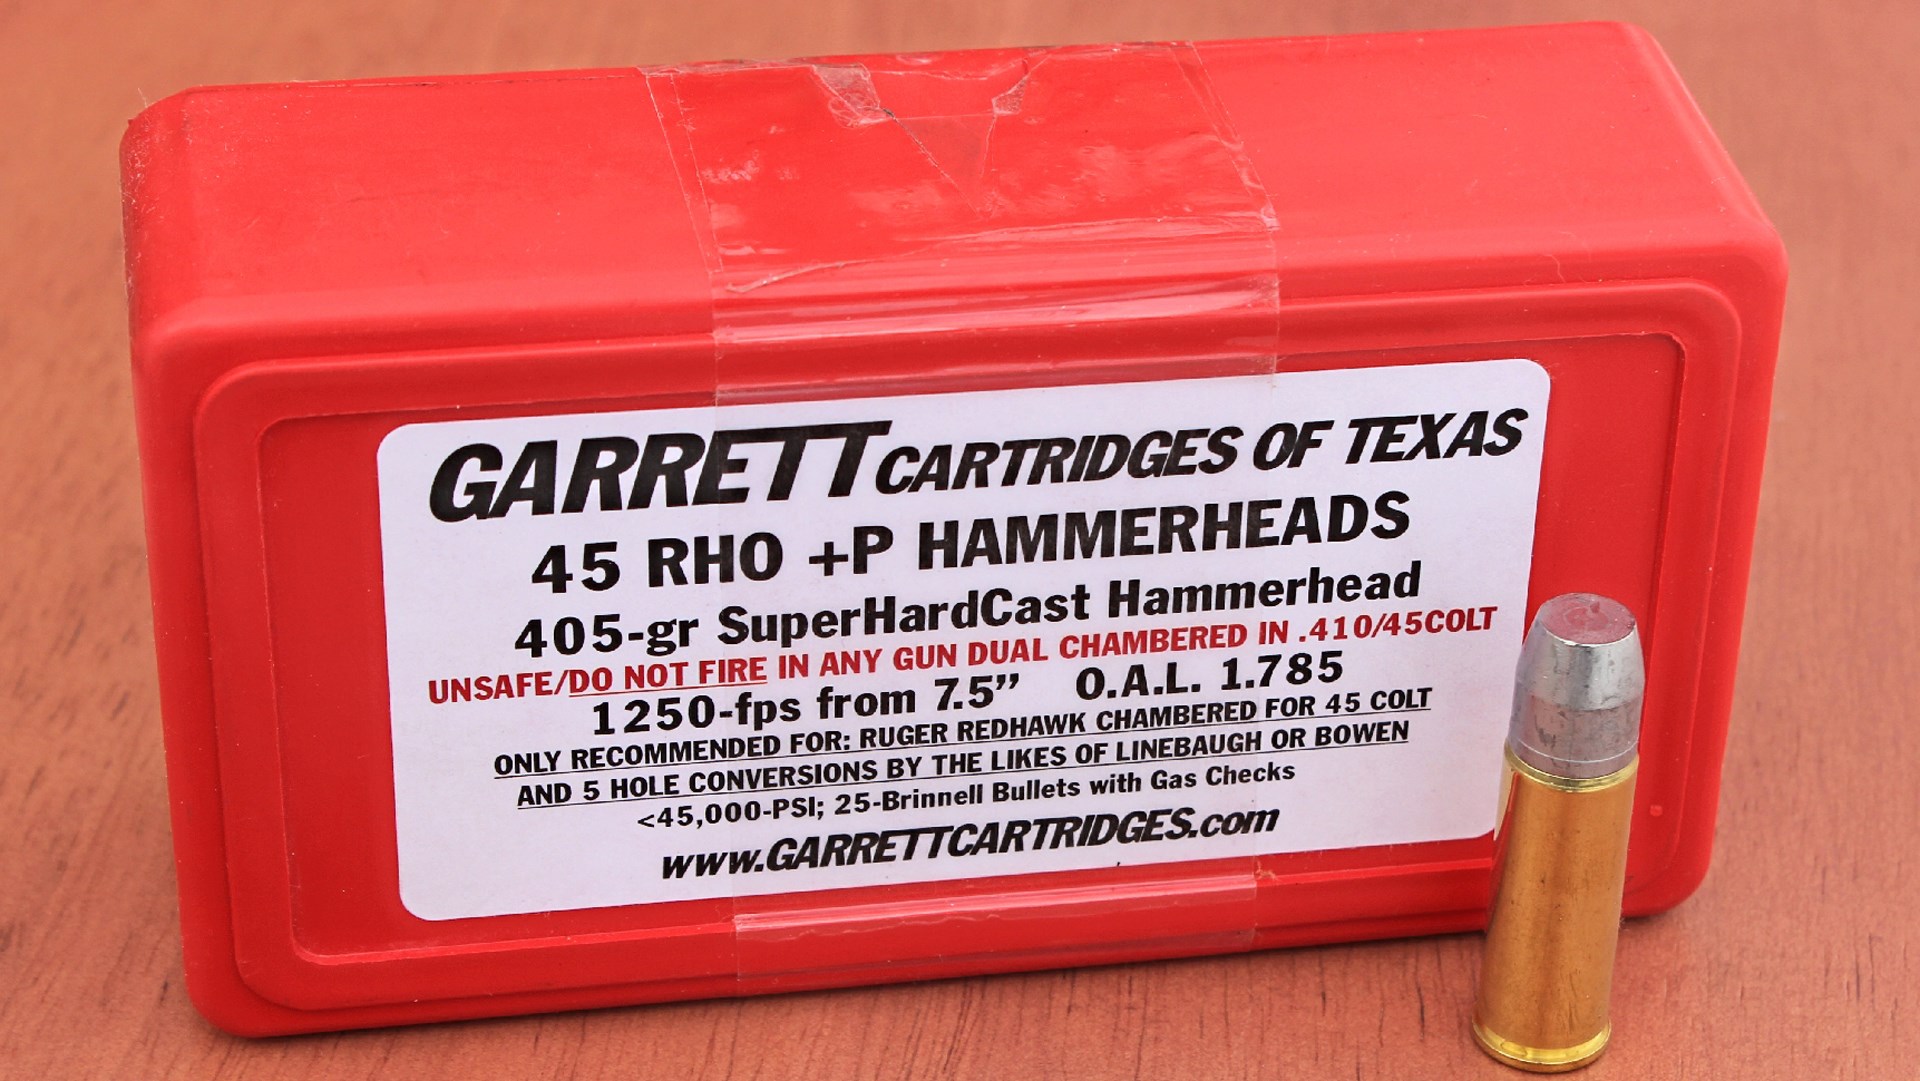 GARRETT CARTRIDGES OF TEXAS
45 RHO +P HAMMERHEADS
405-gr SuperHardCast Hammerhead
UNSAFE/DO NOT FIRE IN ANY GUN DUAL CHAMBERED IN .410/45COLT
1250-fps from 7.5” O.A.L. 1.785
ONLY RECOMMENDED FOR: RUGER REDHAWK CHAMBERED FOR 45 COLT
AND 5 HOLE CONVERSIONS BY THE LIKES OF LINEBAUGH OR BOWEN
<45,000-PSI; 25-Brinnell Bullets with Gas Checks
www.GARRETTCARTRIDGES.com